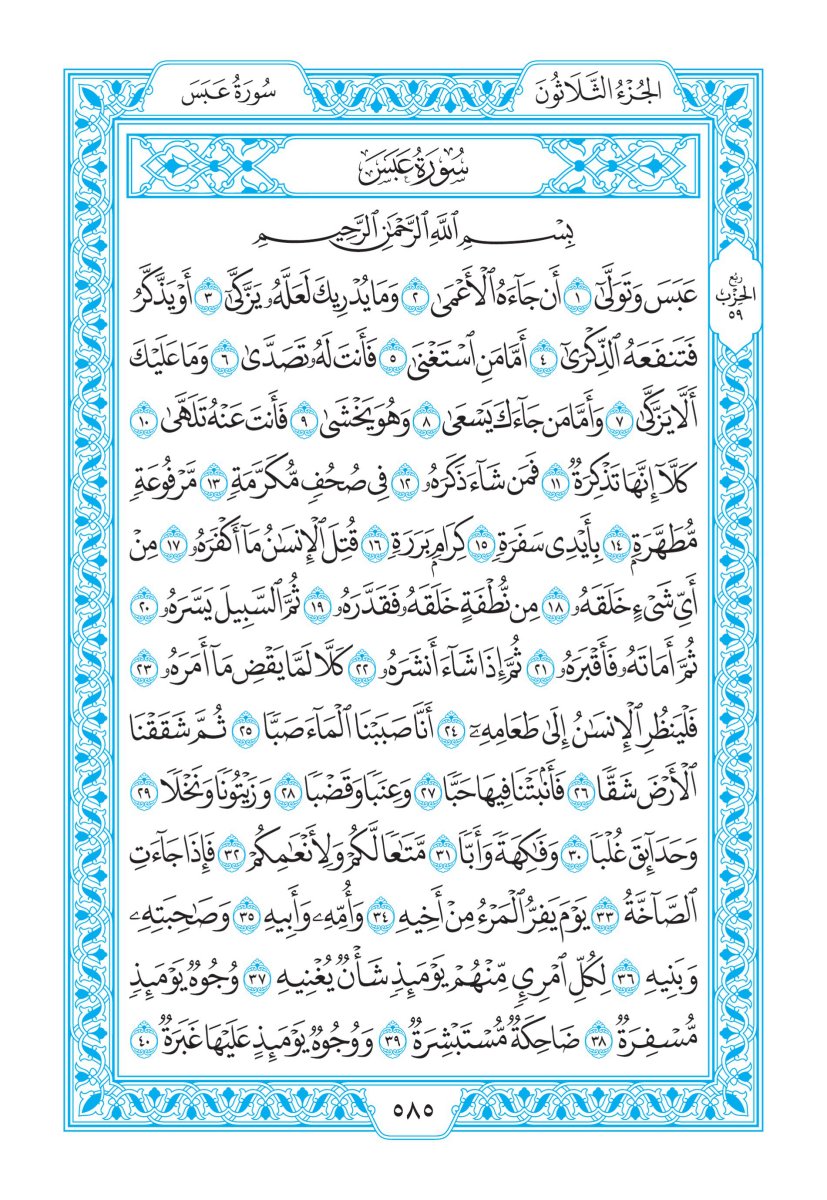 الجُزْءُ الثَّلَاثُونَ
سُورَةُ عَبَسَ
سُورَةُ عَبَسَ
بِسْمِ ٱللَّهِ ٱلرَّحْمَٰنِ ٱلرَّحِيمِ
رُبع
الحِزْب
٥٩
عَبَسَ وَتَوَلَّىٰٓ ١ أَن جَآءَهُ ٱلْأَعْمَىٰ ٢ وَمَا يُدْرِيكَ لَعَلَّهُۥ يَزَّكَّىٰٓ ٣ أَوْ يَذَّكَّرُ
فَتَنفَعَهُ ٱلذِّكْرَىٰٓ ٤ أَمَّا مَنِ ٱسْتَغْنَىٰ ٥ فَأَنتَ لَهُۥ تَصَدَّىٰ ٦ وَمَا عَلَيْكَ
أَلَّا يَزَّكَّىٰ ٧ وَأَمَّا مَن جَآءَكَ يَسْعَىٰ ٨ وَهُوَ يَخْشَىٰ ٩ فَأَنتَ عَنْهُ تَلَهَّىٰ ١٠
كَلَّآ إِنَّهَا تَذْكِرَةٌ ١١ فَمَن شَآءَ ذَكَرَهُۥ ١٢ فِى صُحُفٍ مُّكَرَّمَةٍ ١٣ مَّرْفُوعَةٍ
مُّطَهَّرَةٍۭ ١٤ بِأَيْدِى سَفَرَةٍ ١٥ كِرَامٍۭ بَرَرَةٍ ١٦ قُتِلَ ٱلْإِنسَٰنُ مَآ أَكْفَرَهُۥ ١٧ مِنْ
أَىِّ شَىْءٍ خَلَقَهُۥ ١٨ مِن نُّطْفَةٍ خَلَقَهُۥ فَقَدَّرَهُۥ ١٩ ثُمَّ ٱلسَّبِيلَ يَسَّرَهُۥ ٢٠
ثُمَّ أَمَاتَهُۥ فَأَقْبَرَهُۥ ٢١ ثُمَّ إِذَا شَآءَ أَنشَرَهُۥ ٢٢ كَلَّا لَمَّا يَقْضِ مَآ أَمَرَهُۥ ٢٣
فَلْيَنظُرِ ٱلْإِنسَٰنُ إِلَىٰ طَعَامِهِۦٓ ٢٤ أَنَّا صَبَبْنَا ٱلْمَآءَ صَبًّا ٢٥ ثُمَّ شَقَقْنَا
ٱلْأَرْضَ شَقًّا ٢٦ فَأَنۢبَتْنَا فِيهَا حَبًّا ٢٧ وَعِنَبًا وَقَضْبًا ٢٨ وَزَيْتُونًا وَنَخْلًا ٢٩
وَحَدَآئِقَ غُلْبًا ٣٠ وَفَٰكِهَةً وَأَبًّا ٣١ مَّتَٰعًا لَّكُمْ وَلِأَنْعَٰمِكُمْ ٣٢ فَإِذَا جَآءَتِ
ٱلصَّآخَّةُ ٣٣ يَوْمَ يَفِرُّ ٱلْمَرْءُ مِنْ أَخِيهِ ٣٤ وَأُمِّهِۦ وَأَبِيهِ ٣٥ وَصَٰحِبَتِهِۦ
وَبَنِيهِ ٣٦ لِكُلِّ ٱمْرِئٍ مِّنْهُمْ يَوْمَئِذٍ شَأْنٌ يُغْنِيهِ ٣٧ وُجُوهٌ يَوْمَئِذٍ
مُّسْفِرَةٌ ٣٨ ضَاحِكَةٌ مُّسْتَبْشِرَةٌ ٣٩ وَوُجُوهٌ يَوْمَئِذٍ عَلَيْهَا غَبَرَةٌ ٤٠
٥٨٥